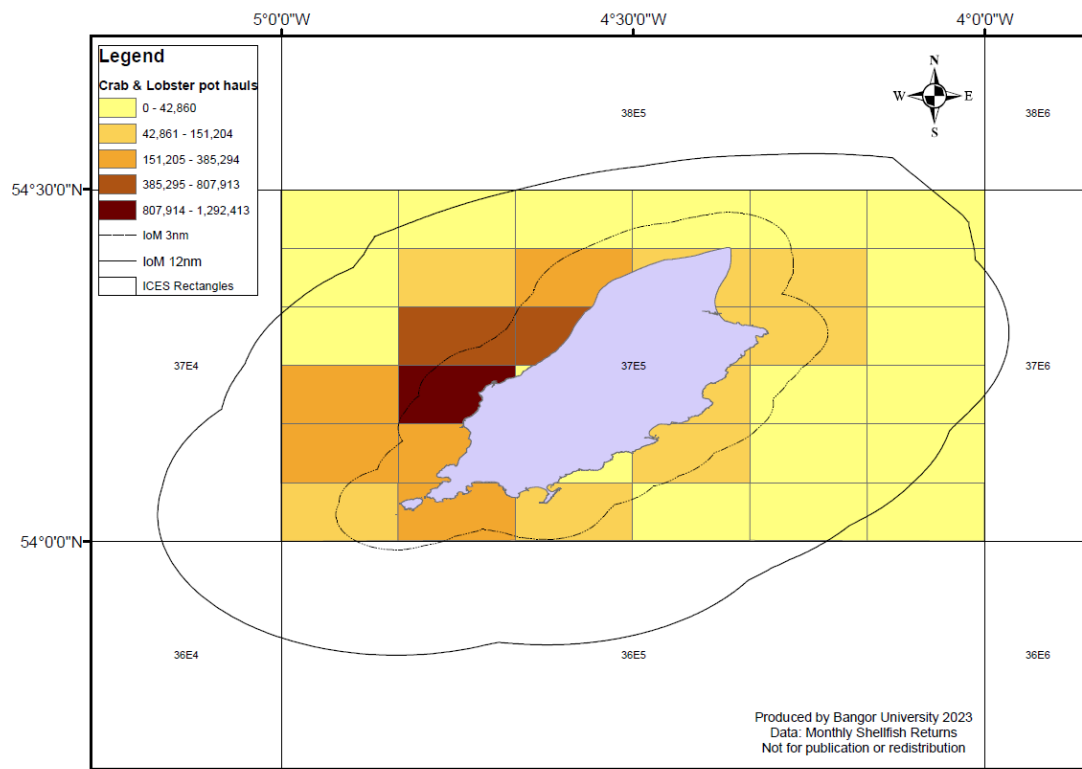 5°0'0"W 4°30'0"W 4°0'0"W
Legend
Crab & Lobster pot hauls
0 - 42,860
42,861 - 151,204
151,205 - 385,294
385,295 - 807,913
807,914 - 1,292,413
IoM 3nm
IoM 12nm
ICES Rectangles
N
W E
S
38E5 38E6
54°30'0"N
37E4 37E5 37E6
54°0'0"N
36E4 36E5 36E6
Produced by Bangor University 2023
Data: Monthly Shellfish Returns
Not for publication or redistribution